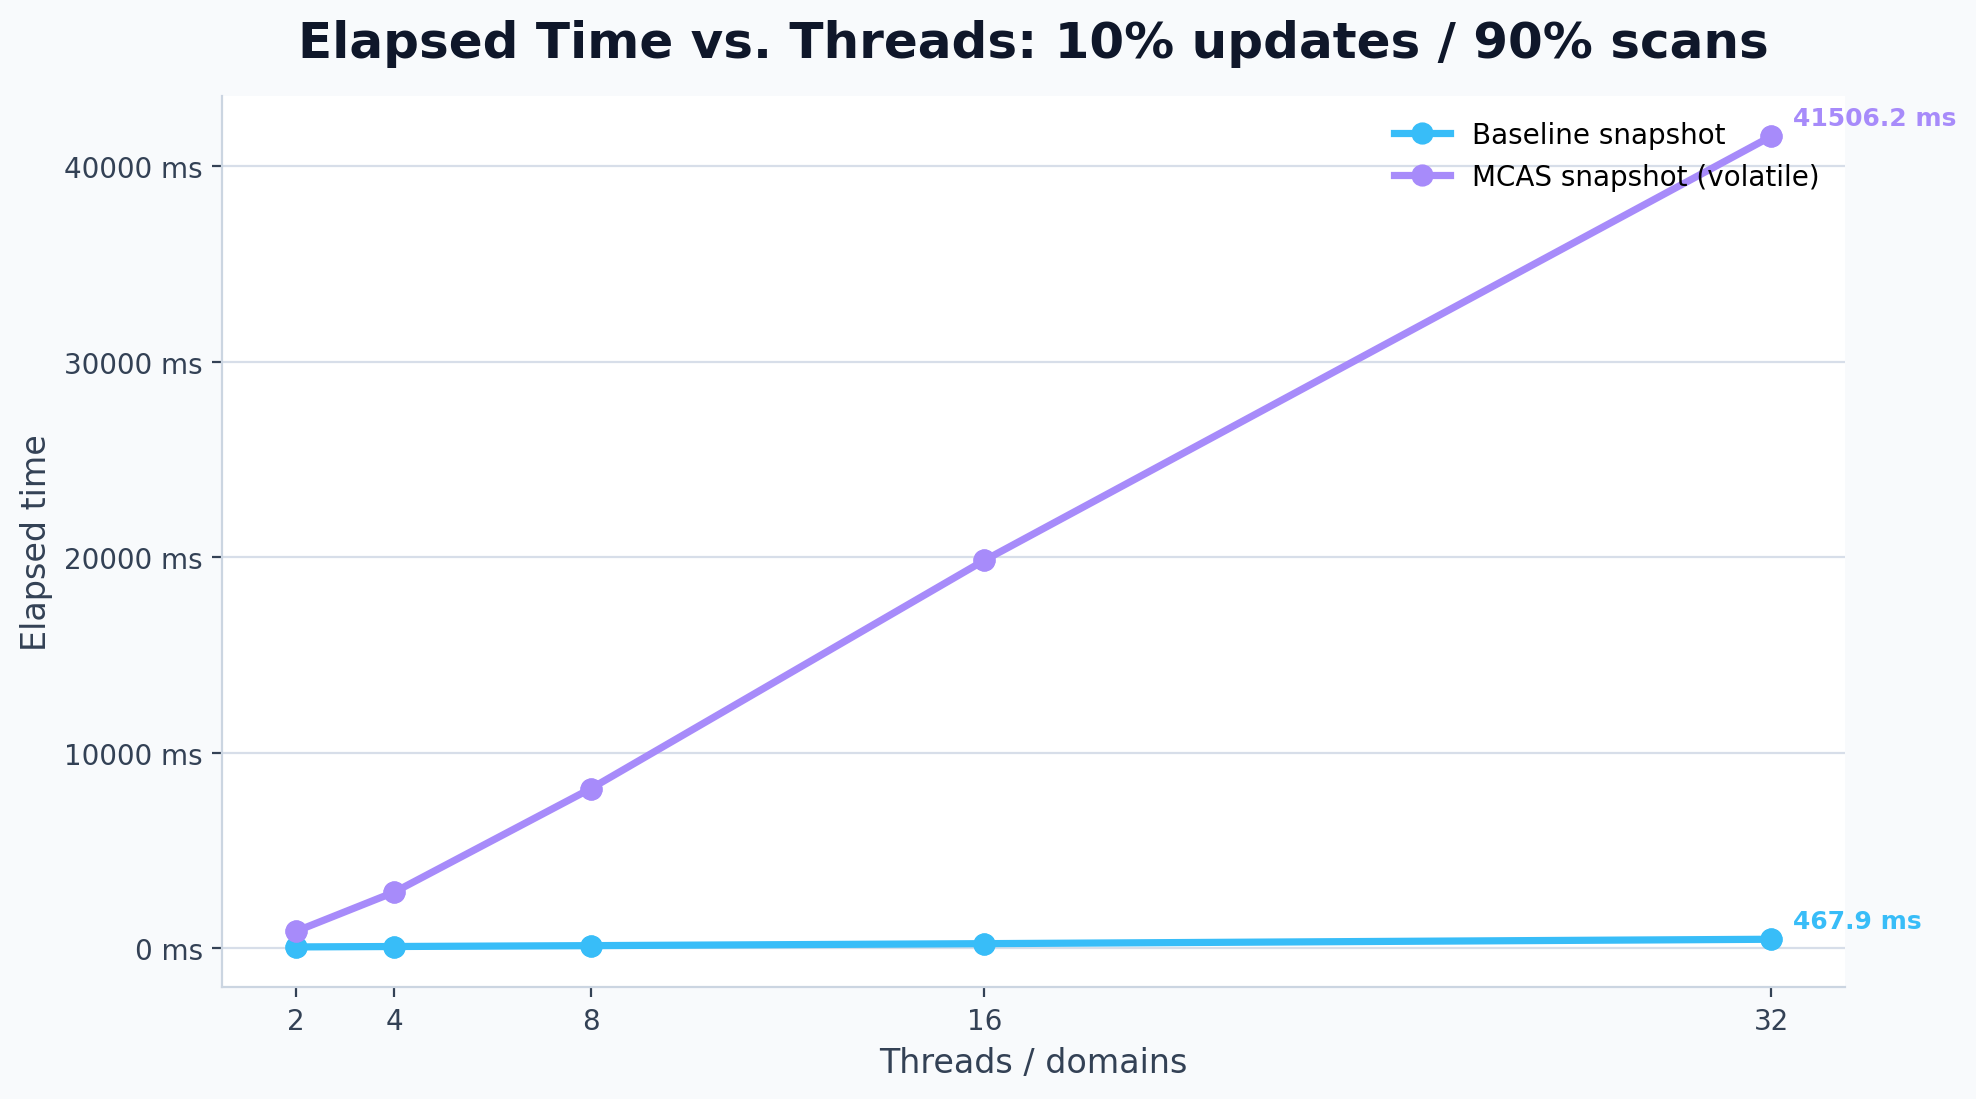 Elapsed Time vs. Threads: 10% updates / 90% scans
41506.2 ms
Baseline snapshot
MCAS snapshot (volatile)
40000 ms
30000 ms
20000 ms
10000 ms
0 ms
Elapsed time
467.9 ms
2 4 8 16 32
Threads / domains